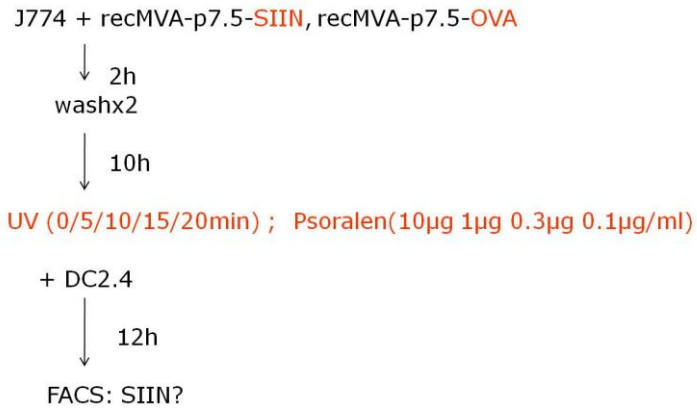 J774 + recMVA-p7.5-SIIN, recMVA-p7.5-OVA
2h
washx2
10h
UV (0/5/10/15/20min) ; Psoralen(10µg 1µg 0.3µg 0.1µg/ml)
+ DC2.4
12h
FACS: SIIN?